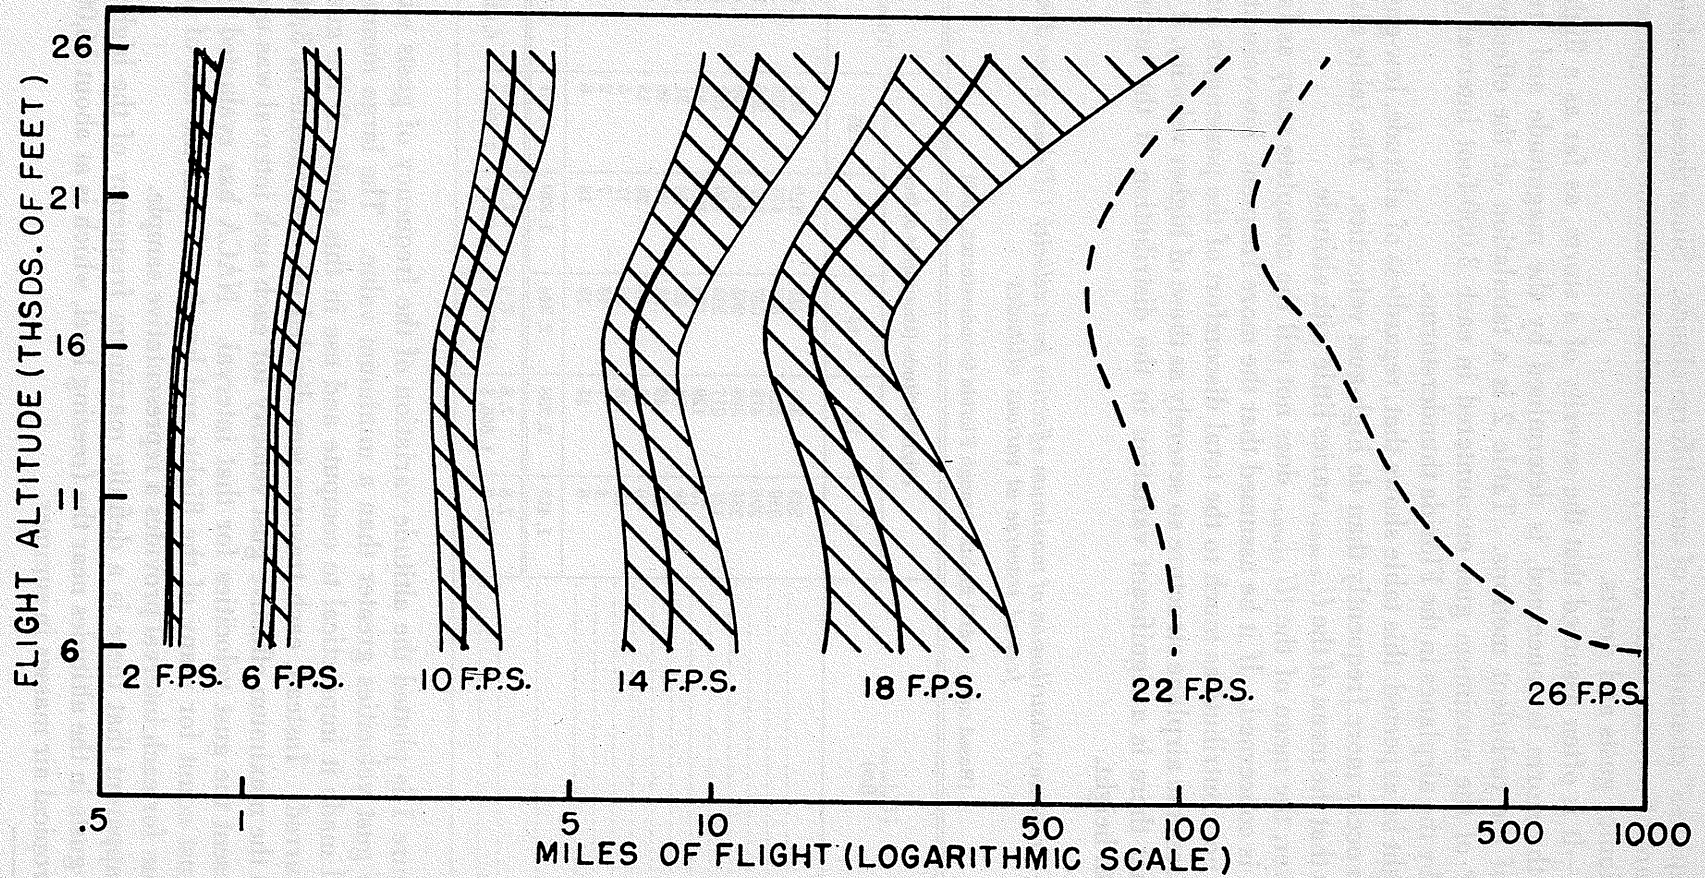 FLIGHT ALTITUDE (THSDS. OF FEET)
26
21
16
11
6
2 F.P.S. 6 F.P.S. 10 F.P.S. 14 F.P.S. 18 F.P.S. 22 F.P.S. 26 F.P.S.
.5 1 5 10 50 100 500 1000
MILES OF FLIGHT (LOGARITHMIC SCALE)